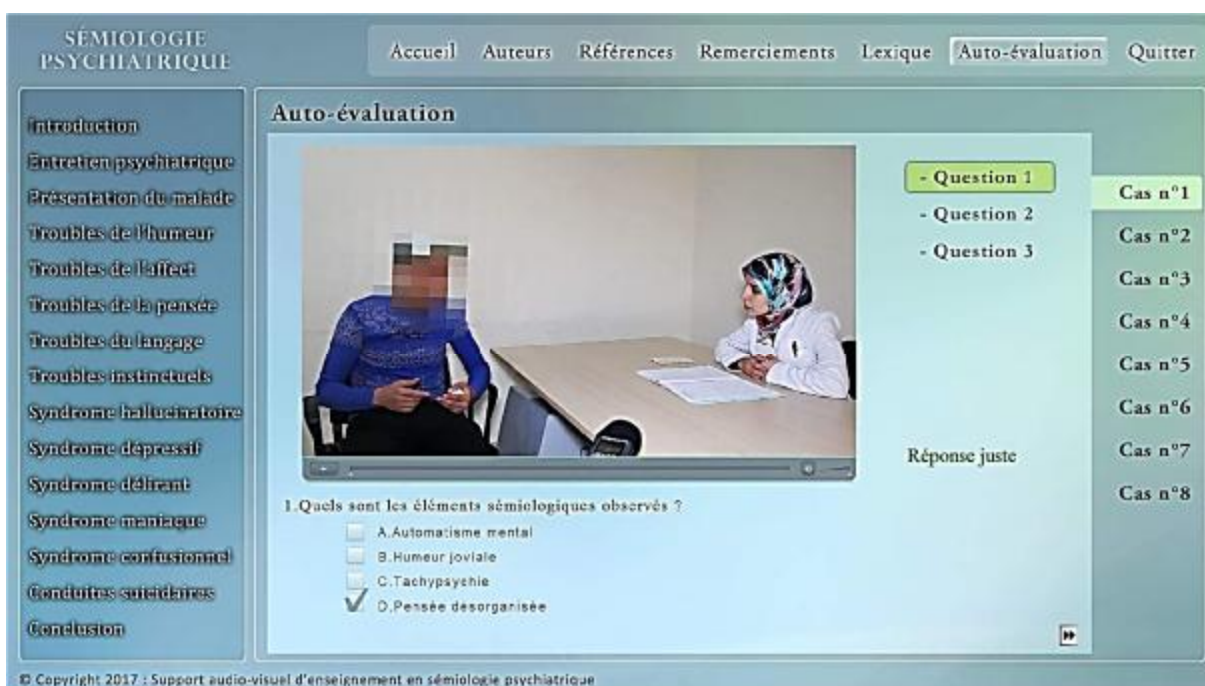 SÉMIOLOGIE
PSYCHIATRIQUE
Accueil Auteurs Références Remerciements Lexique Auto-évaluation Quitter
Introduction
Entretien psychiatrique
Présentation du malade
Troubles de l'humeur
Troubles de l'affect
Troubles de la pensée
Troubles du langage
Troubles instinctuels
Syndrome hallucinatoire
Syndrome dépressif
Syndrome délirant
Syndrome maniaque
Syndrome confusionnel
Conduites suicidaires
Conclusion
Auto-évaluation
- Question 1
- Question 2
- Question 3
Réponse juste
1.Quels sont les éléments sémiologiques observés ?
A.Automatisme mental
B.Humeur joviale
C.Tachypsychie
D.Pensée desorganisée
Cas n°1
Cas n°2
Cas n°3
Cas n°4
Cas n°5
Cas n°6
Cas n°7
Cas n°8
© Copyright 2017 : Support audio-visuel d'enseignement en sémiologie psychiatrique